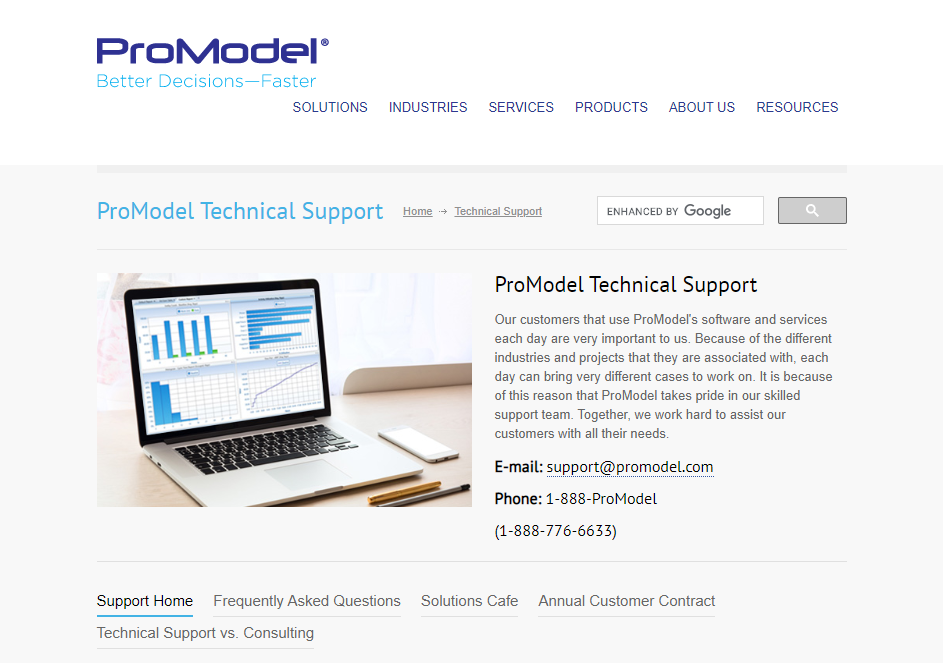 ProModel®
Better Decisions—Faster
SOLUTIONS INDUSTRIES SERVICES PRODUCTS ABOUT US RESOURCES
ProModel Technical Support Home → Technical Support ENHANCED BY Google
ProModel Technical Support
Our customers that use ProModel's software and services
each day are very important to us. Because of the different
industries and projects that they are associated with, each
day can bring very different cases to work on. It is because
of this reason that ProModel takes pride in our skilled
support team. Together, we work hard to assist our
customers with all their needs.
E-mail: support@promodel.com
Phone: 1-888-ProModel
(1-888-776-6633)
Support Home Frequently Asked Questions Solutions Cafe Annual Customer Contract
Technical Support vs. Consulting